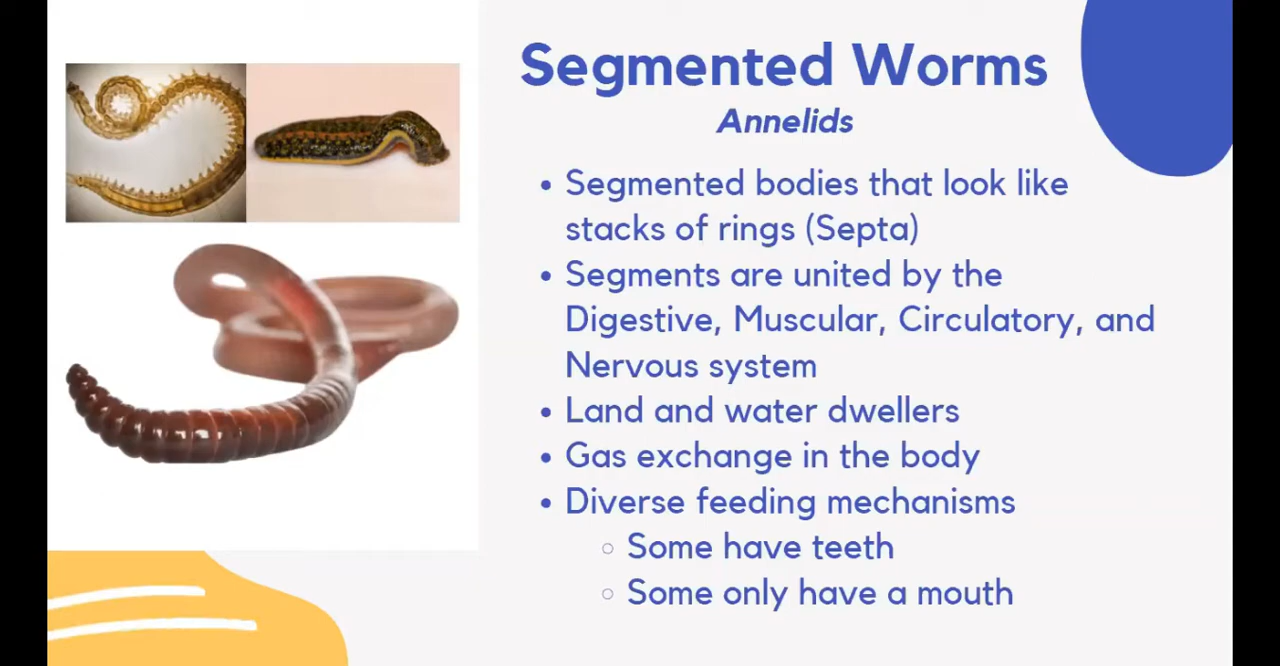 Segmented Worms
Annelids
• Segmented bodies that look like
stacks of rings (Septa)
• Segments are united by the
Digestive, Muscular, Circulatory, and
Nervous system
• Land and water dwellers
• Gas exchange in the body
• Diverse feeding mechanisms
○ Some have teeth
○ Some only have a mouth